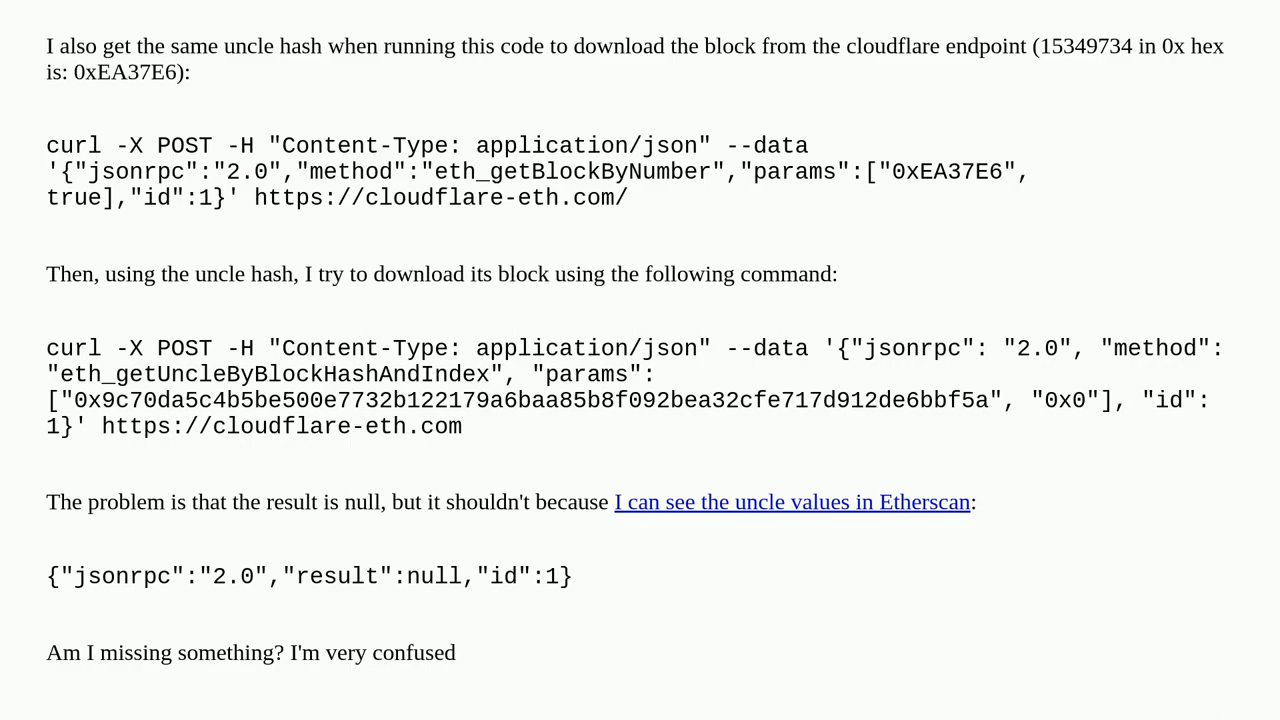 I also get the same uncle hash when running this code to download the block from the cloudflare endpoint (15349734 in 0x hex
is: 0xEA37E6):
curl -X POST -H "Content-Type: application/json" --data
'{"jsonrpc":"2.0","method":"eth_getBlockByNumber","params":["0xEA37E6",
true],"id":1}' https://cloudflare-eth.com/
Then, using the uncle hash, I try to download its block using the following command:
curl -X POST -H "Content-Type: application/json" --data '{"jsonrpc": "2.0", "method":
"eth_getUncleByBlockHashAndIndex", "params":
["0x9c70da5c4b5be500e7732b122179a6baa85b8f092bea32cfe717d912de6bbf5a", "0x0"], "id":
1}' https://cloudflare-eth.com
The problem is that the result is null, but it shouldn't because I can see the uncle values in Etherscan:
{"jsonrpc":"2.0","result":null,"id":1}
Am I missing something? I'm very confused